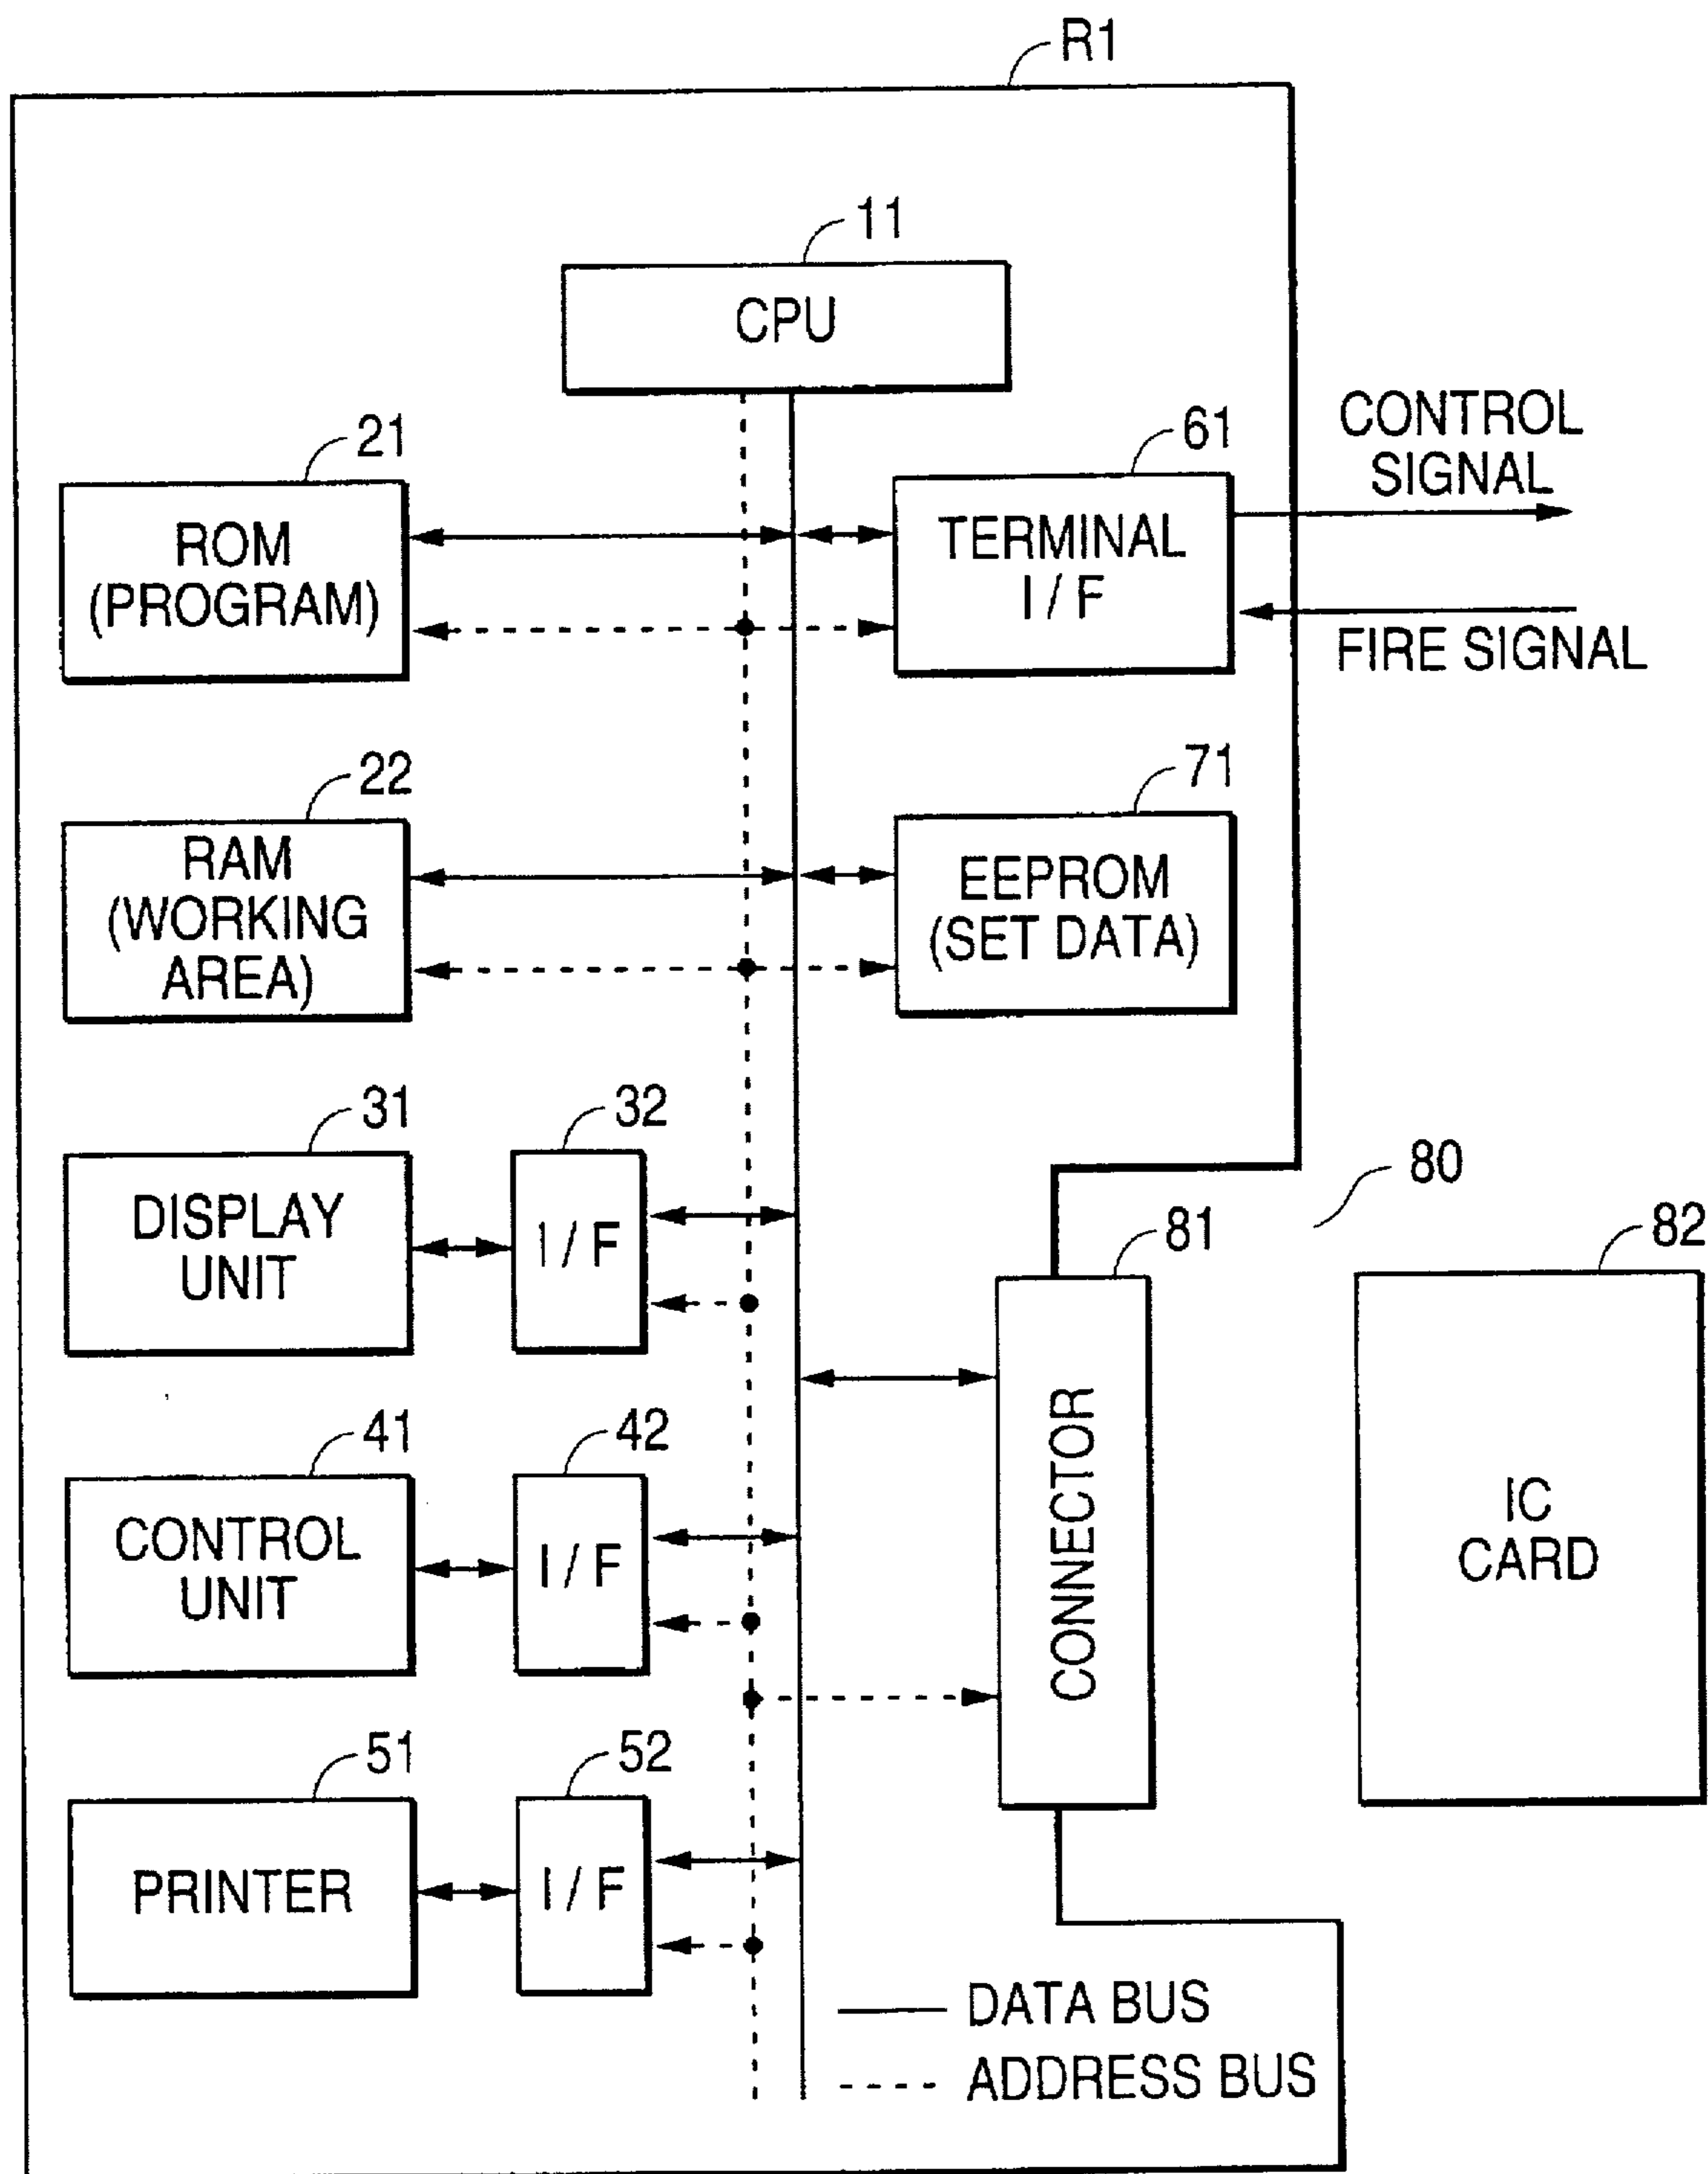 R1
11
CPU
21
ROM
(PROGRAM)
61
TERMINAL
I / F
CONTROL
SIGNAL
FIRE SIGNAL
22
RAM
(WORKING
AREA)
71
EEPROM
(SET DATA)
31
DISPLAY
UNIT
32
I / F
80
81
CONNECTOR
82
IC
CARD
41
CONTROL
UNIT
42
I / F
51
PRINTER
52
I / F
DATA BUS
ADDRESS BUS